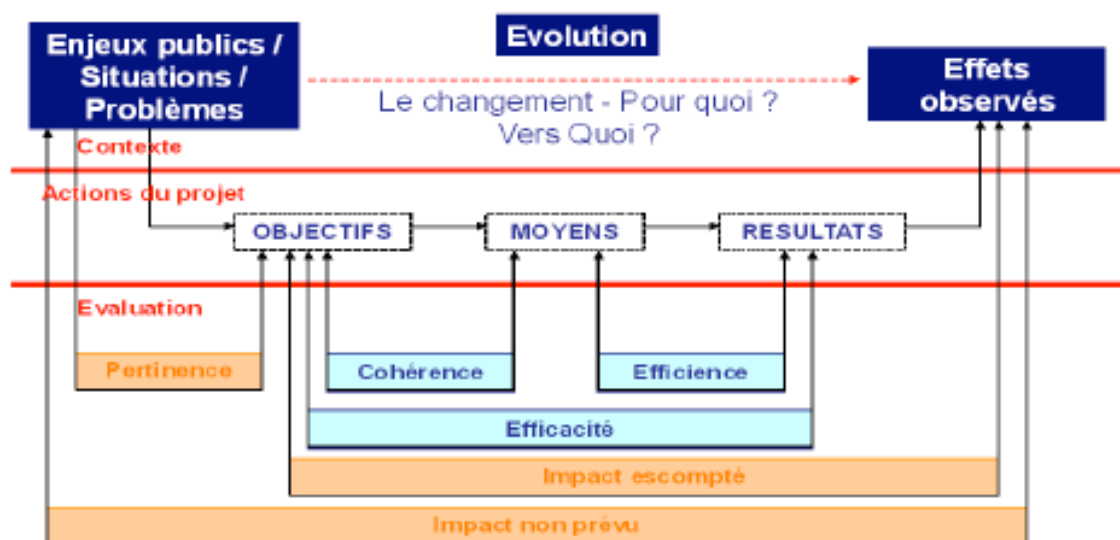 Enjeux publics /
Situations /
Problèmes
Evolution
Le changement - Pour quoi ?
Vers Quoi ?
Effets
observés
Contexte
Actions du projet
OBJECTIFS
MOYENS
RESULTATS
Evaluation
Pertinence
Cohérence
Efficience
Efficacité
Impact escompté
Impact non prévu